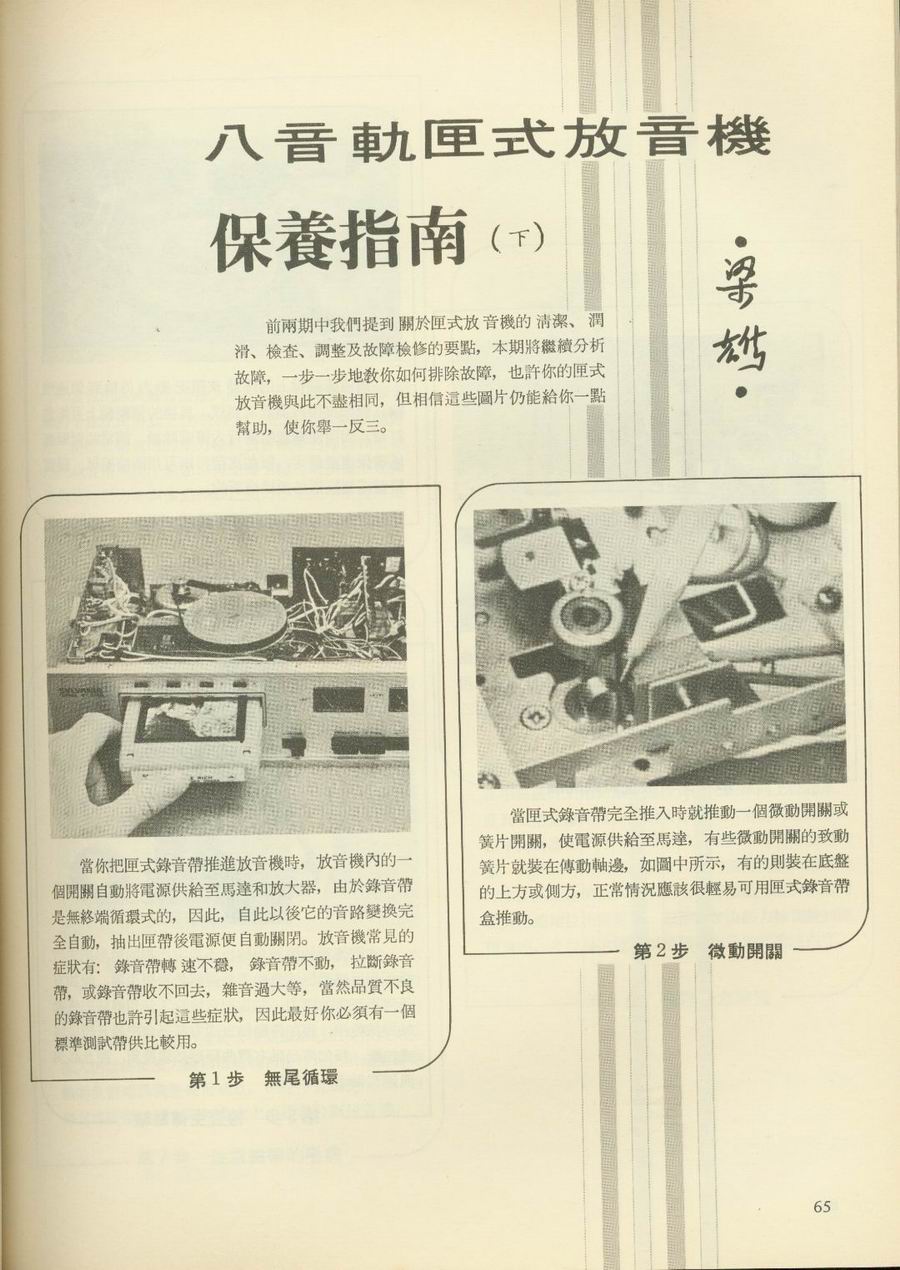 八音軌匣式放音機
保養指南(下)
•梁雄•
前兩期中我們提到關於匣式放音機的清潔、潤
滑、檢查、調整及故障檢修的要點，本期將繼續分析
故障，一步一步地教你如何排除故障，也許你的匣式
放音機與此不盡相同，但相信這些圖片仍能給你一點
幫助，使你舉一反三。
SYLVANIA
當你把匣式錄音帶推進放音機時，放音機內的一
個開關自動將電源供給至馬達和放大器，由於錄音帶
是無終端循環式的，因此，自此以後它的音路變換完
全自動，抽出匣帶後電源便自動關閉。放音機常見的
症狀有：錄音帶轉速不穩，錄音帶不動，拉斷錄音
帶，或錄音帶收不回去，雜音過大等，當然品質不良
的錄音帶也許引起這些症狀，因此最好你必須有一個
標準測試帶供比較用。
第1步 無尾循環
當匣式錄音帶完全推入時就推動一個微動開關或
簧片開關，使電源供給至馬達，有些微動開關的致動
簧片就裝在傳動軸邊，如圖中所示，有的則裝在底盤
的上方或側方，正常情況應該很輕易可用匣式錄音帶
盒推動。
第2步 微動開關
65